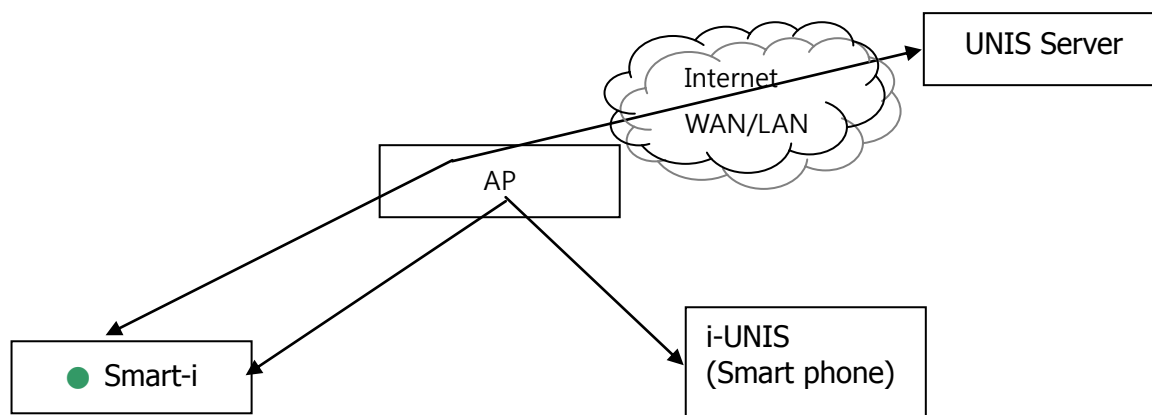 UNIS Server
Internet
WAN/LAN
AP
Smart-i
i-UNIS
(Smart phone)